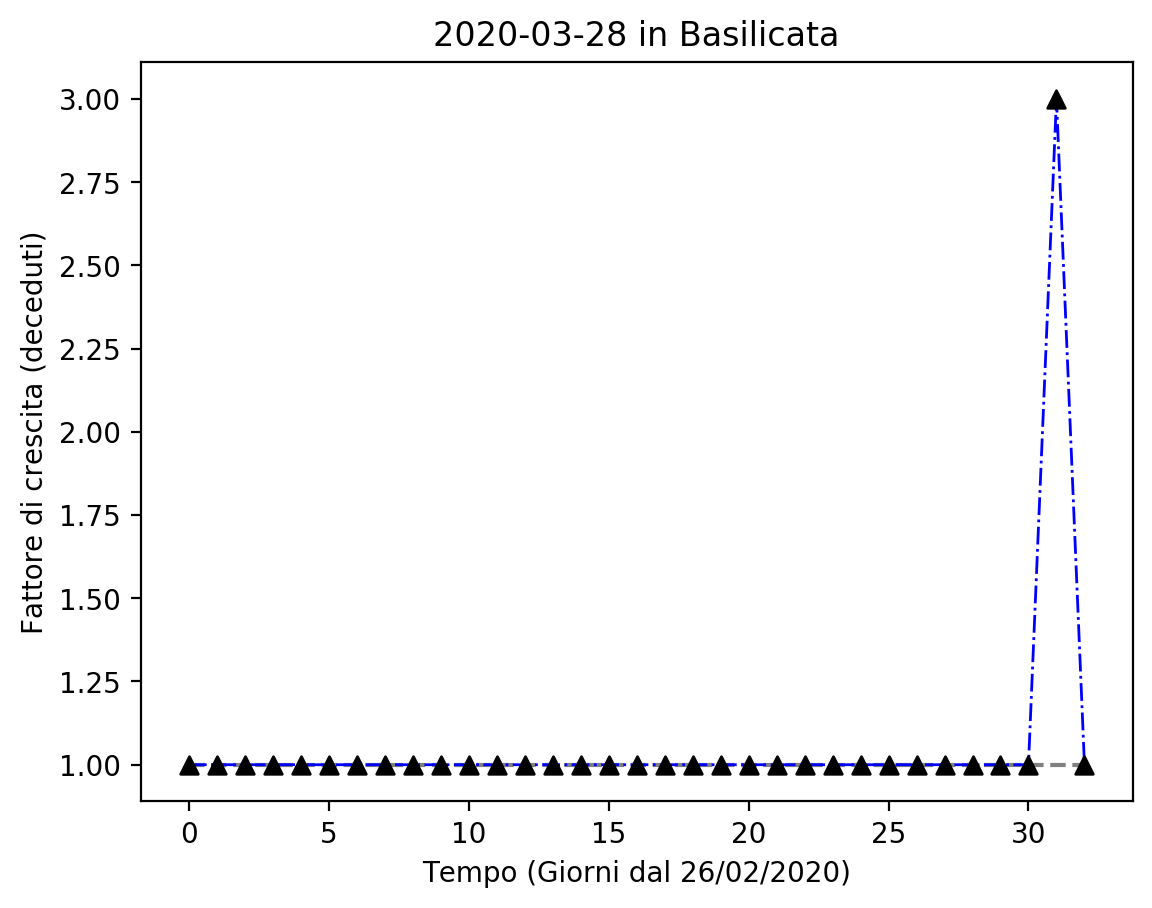 2020-03-28 in Basilicata
Fattore di crescita (deceduti)
3.00
2.75
2.50
2.25
2.00
1.75
1.50
1.25
1.00
0 5 10 15 20 25 30
Tempo (Giorni dal 26/02/2020)